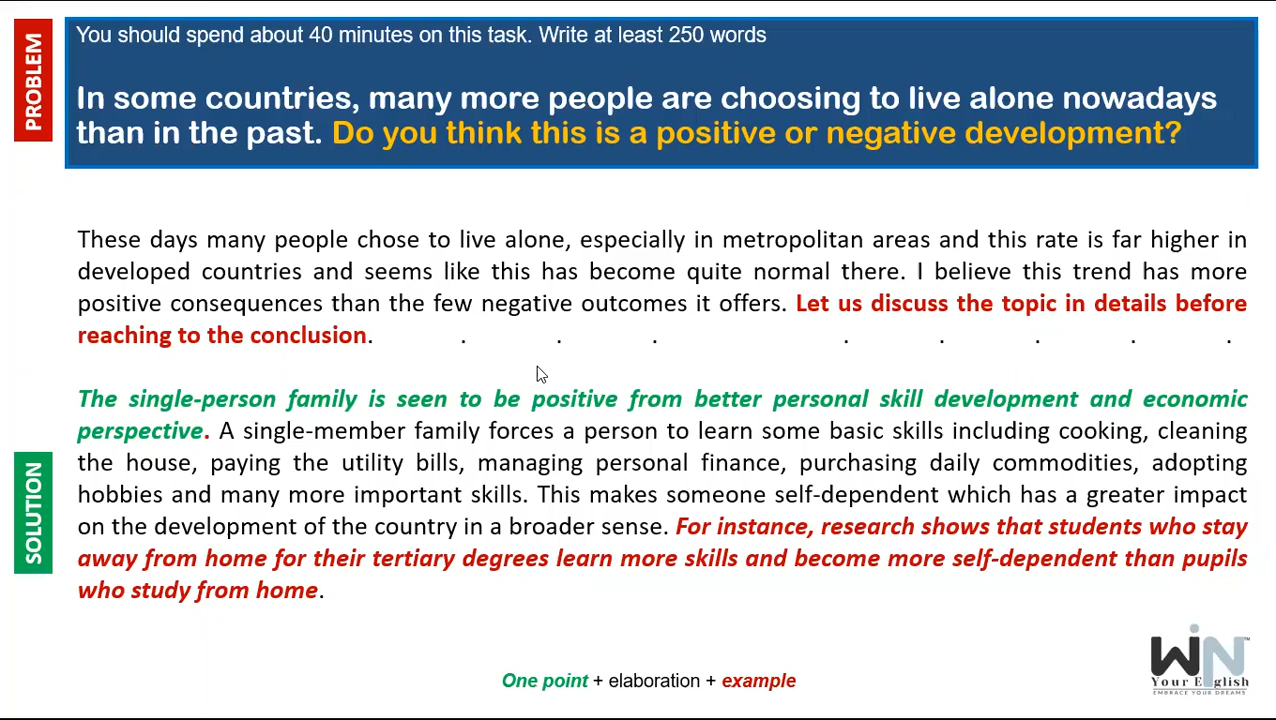 PROBLEM
You should spend about 40 minutes on this task. Write at least 250 words
In some countries, many more people are choosing to live alone nowadays
than in the past. Do you think this is a positive or negative development?
These days many people chose to live alone, especially in metropolitan areas and this rate is far higher in
developed countries and seems like this has become quite normal there. I believe this trend has more
positive consequences than the few negative outcomes it offers. Let us discuss the topic in details before
reaching to the conclusion. . . . . . . . .
The single-person family is seen to be positive from better personal skill development and economic
perspective. A single-member family forces a person to learn some basic skills including cooking, cleaning
the house, paying the utility bills, managing personal finance, purchasing daily commodities, adopting
hobbies and many more important skills. This makes someone self-dependent which has a greater impact
on the development of the country in a broader sense. For instance, research shows that students who stay
away from home for their tertiary degrees learn more skills and become more self-dependent than pupils
who study from home.
SOLUTION
One point + elaboration + example
WiN™
Your English
EMBRACE YOUR DREAMS